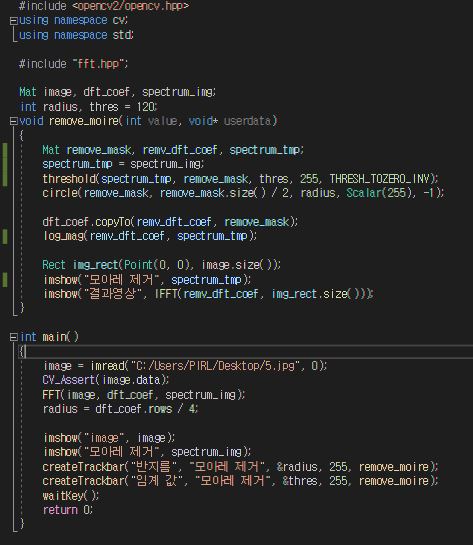 #include <opencv2/opencv.hpp>
using namespace cv;
using namespace std;
#include "fft.hpp";
Mat image, dft_coef, spectrum_img;
int radius, thres = 120;
void remove_moire(int value, void* userdata)
{
Mat remove_mask, remv_dft_coef, spectrum_tmp;
spectrum_tmp = spectrum_img;
threshold(spectrum_tmp, remove_mask, thres, 255, THRESH_TOZERO_INV);
circle(remove_mask, remove_mask.size() / 2, radius, Scalar(255), -1);
dft_coef.copyTo(remv_dft_coef, remove_mask);
log_mag(remv_dft_coef, spectrum_tmp);
Rect img_rect(Point(0, 0), image.size());
imshow("모아레 제거", spectrum_tmp);
imshow("결과영상", IFFT(remv_dft_coef, img_rect.size()));
}
int main()
{
image = imread("C:/Users/PIRL/Desktop/5.jpg", 0);
CV_Assert(image.data);
FFT(image, dft_coef, spectrum_img);
radius = dft_coef.rows / 4;
imshow("image", image);
imshow("모아레 제거", spectrum_img);
createTrackbar("반지름", "모아레 제거", &radius, 255, remove_moire);
createTrackbar("임계 값", "모아레 제거", &thres, 255, remove_moire);
waitKey();
return 0;
}